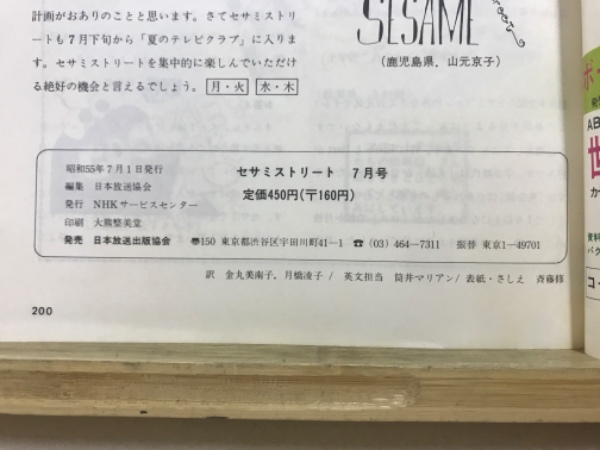 計画がおありのことと思います。さてセサミストリ
ートも7月下旬から「夏のテレビクラブ」に入りま
す。セサミストリートを集中的に楽しんでいただけ
る絶好の機会と言えるでしょう。 月・火 水・木
SESAME
(鹿児島県，山元京子)
昭和55年7月1日発行
編集 日本放送協会
発行 NHKサービスセンター
印刷 大熊整美堂
発売 日本放送出版協会
セサミストリート 7月号
定価450円(〒160円)
〠150 東京都渋谷区宇田川町41-1 ☎ (03) 464-7311 振替 東京1-49701
訳 金丸美南子，月橋凌子 / 英文担当 筒井マリアン / 表紙・さしえ 斉藤修
200
AB